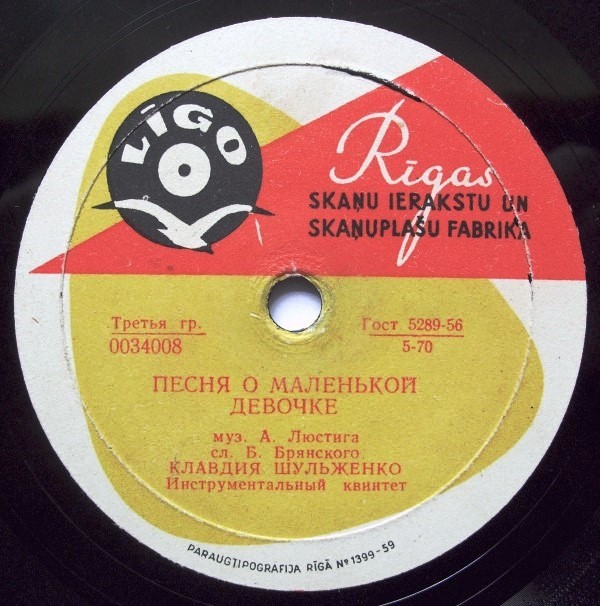 LĪGO
Rīgas
SKAŅU IERAKSTU UN
SKAŅUPLAŠU FABRIKA
Третья гр.
0034008
Гост 5289-56
5-70
ПЕСНЯ О МАЛЕНЬКОЙ
ДЕВОЧКЕ
муз. А. Люстига
сл. Б. Брянского
КЛАВДИЯ ШУЛЬЖЕНКО
Инструментальный квинтет
PARAUGTIPOGRAFIJA RĪGĀ Nº 1399-59